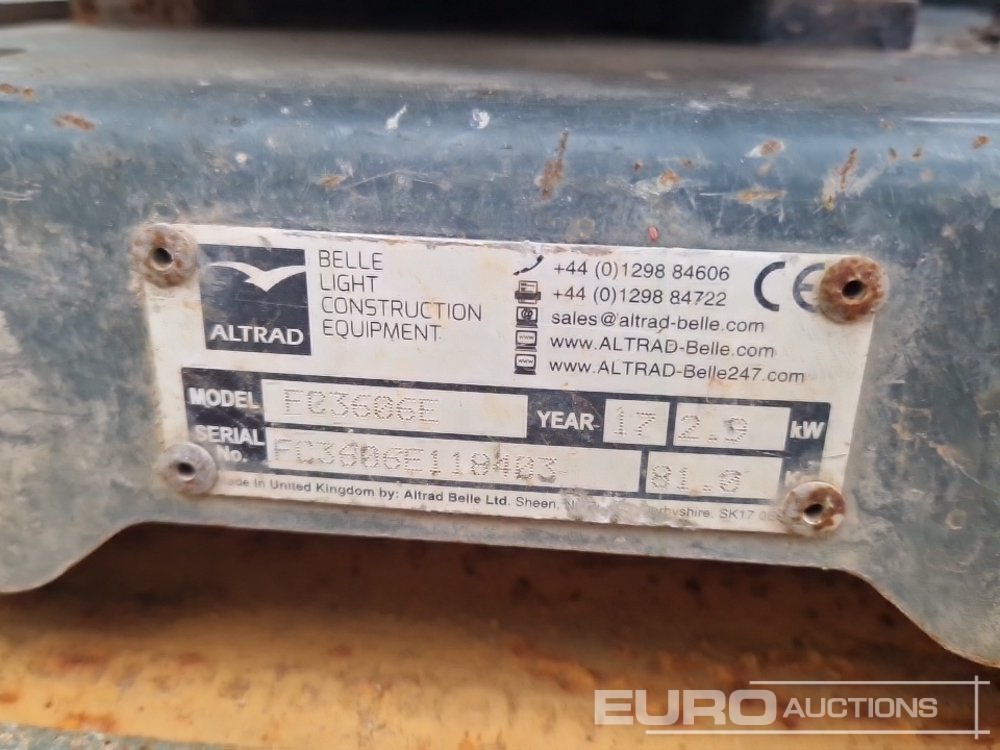 ALTRAD
BELLE
LIGHT
CONSTRUCTION
EQUIPMENT
+44 (0)1298 84606
+44 (0)1298 84722
sales@altrad-belle.com
www.ALTRAD-Belle.com
www.ALTRAD-Belle247.com
CE
MODEL FC3606E YEAR 17 2.9 kW
SERIAL No. FC3606E118403 81.0
in United Kingdom by: Altrad Belle Ltd. Sheen, SK17
EURO AUCTIONS